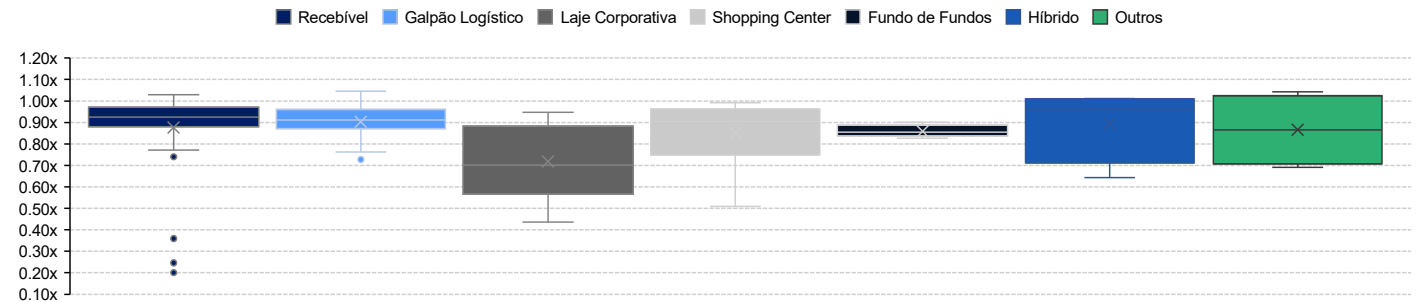 Recebível Galpão Logístico Laje Corporativa Shopping Center Fundo de Fundos Híbrido Outros
1.20x
1.10x
1.00x
0.90x
0.80x
0.70x
0.60x
0.50x
0.40x
0.30x
0.20x
0.10x